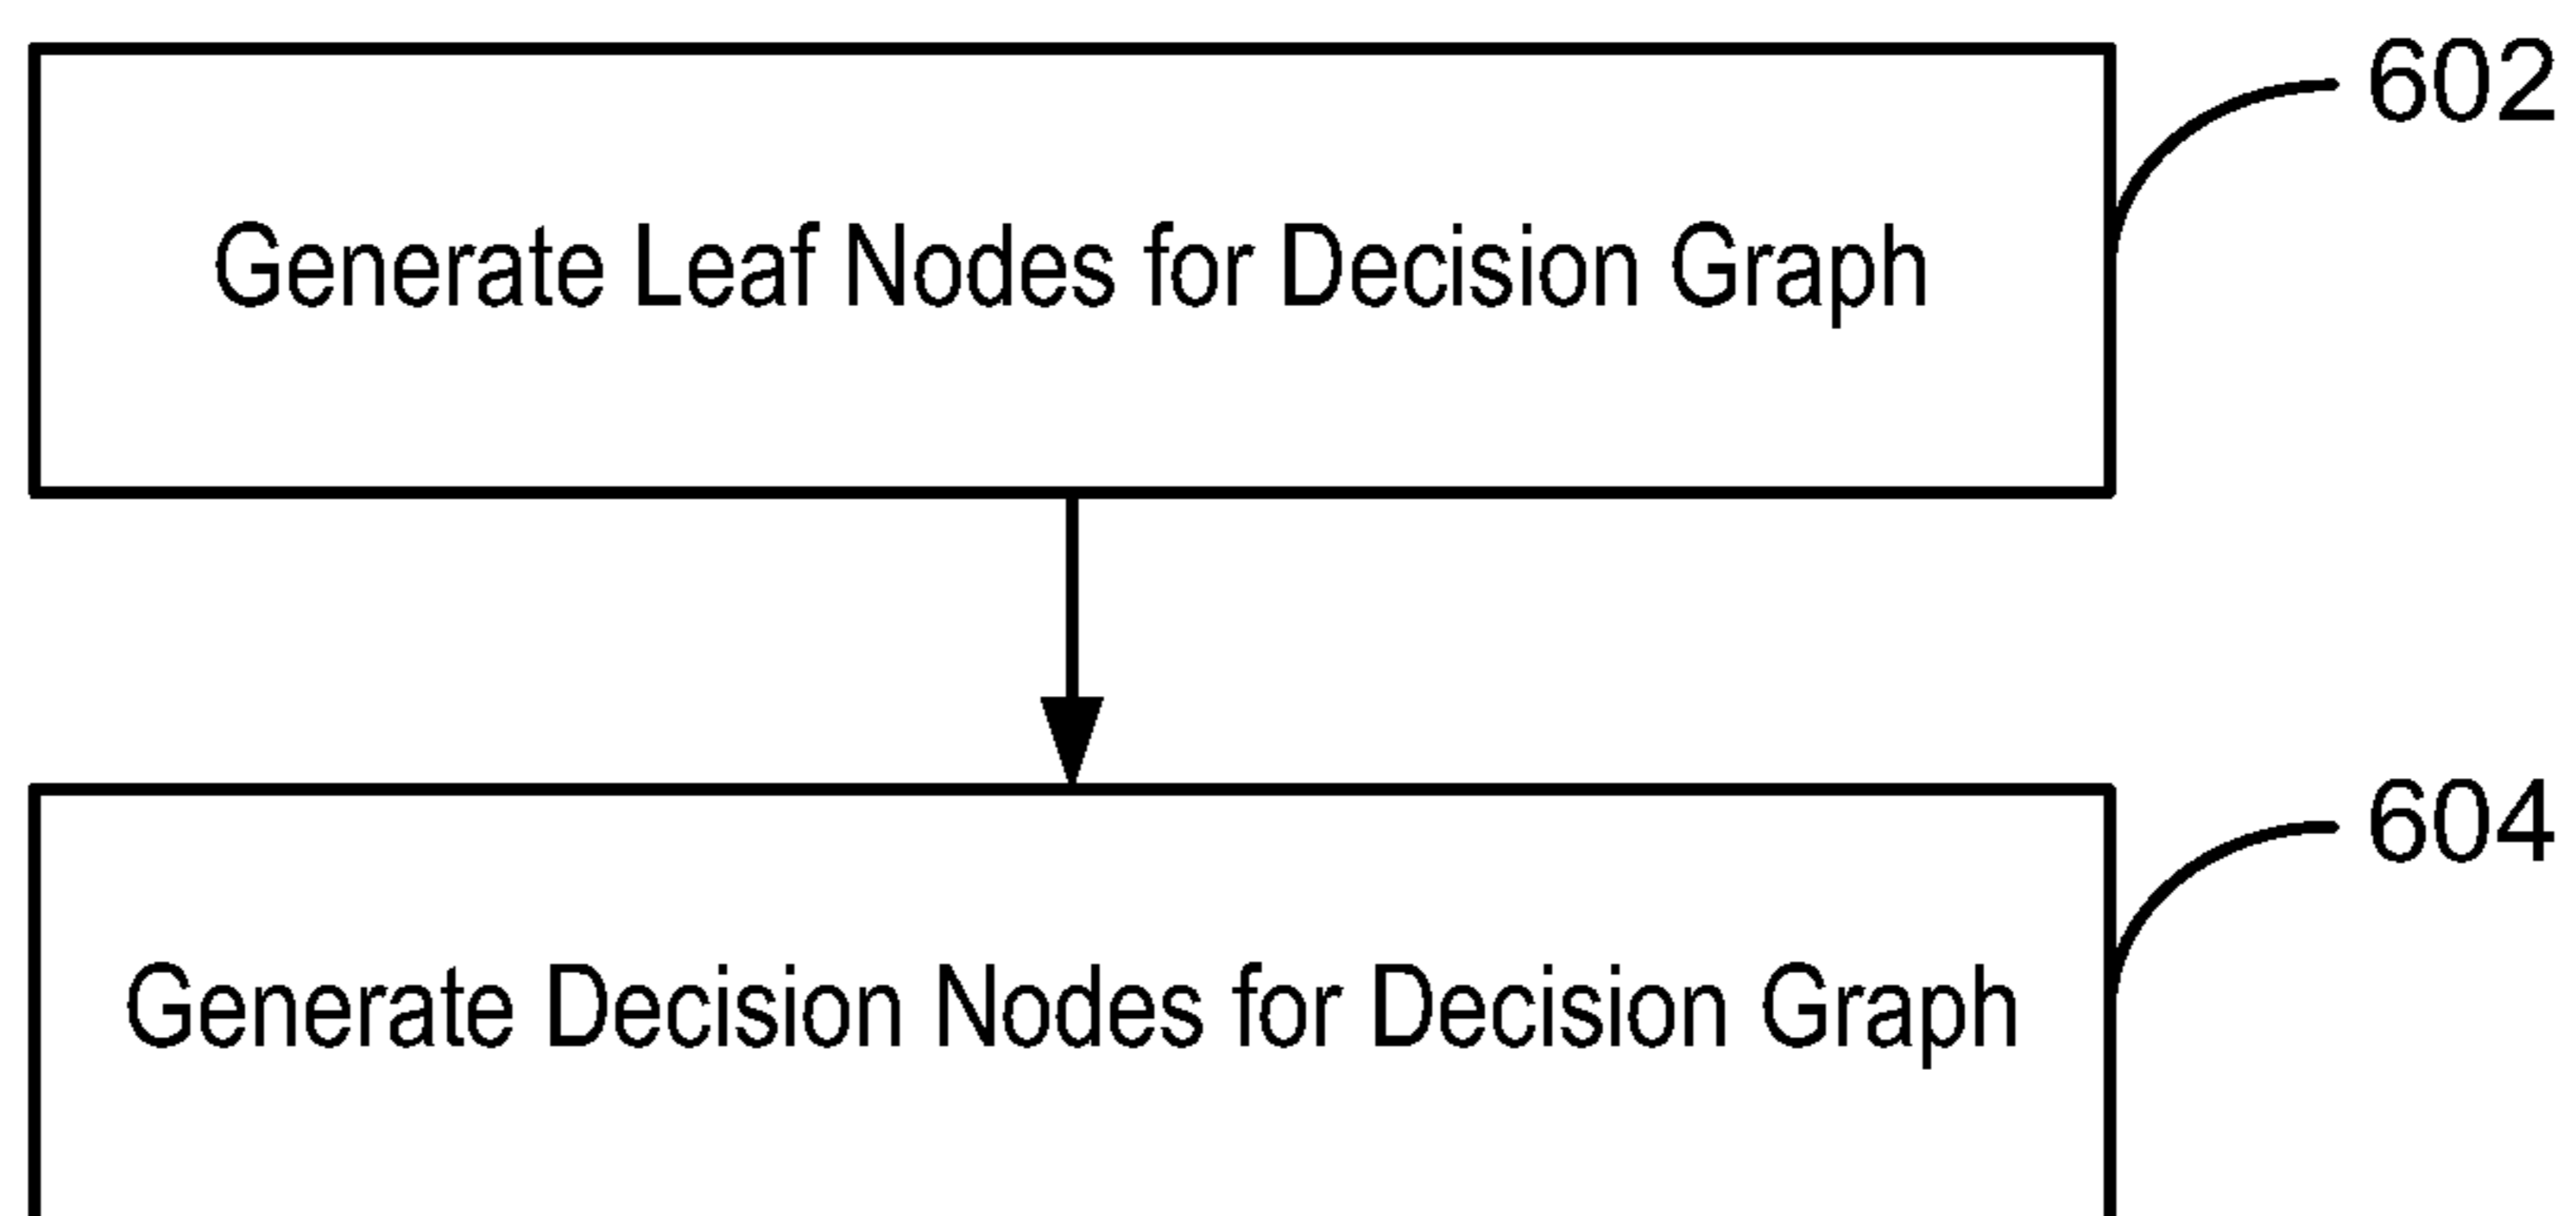 602
Generate Leaf Nodes for Decision Graph
604
Generate Decision Nodes for Decision Graph